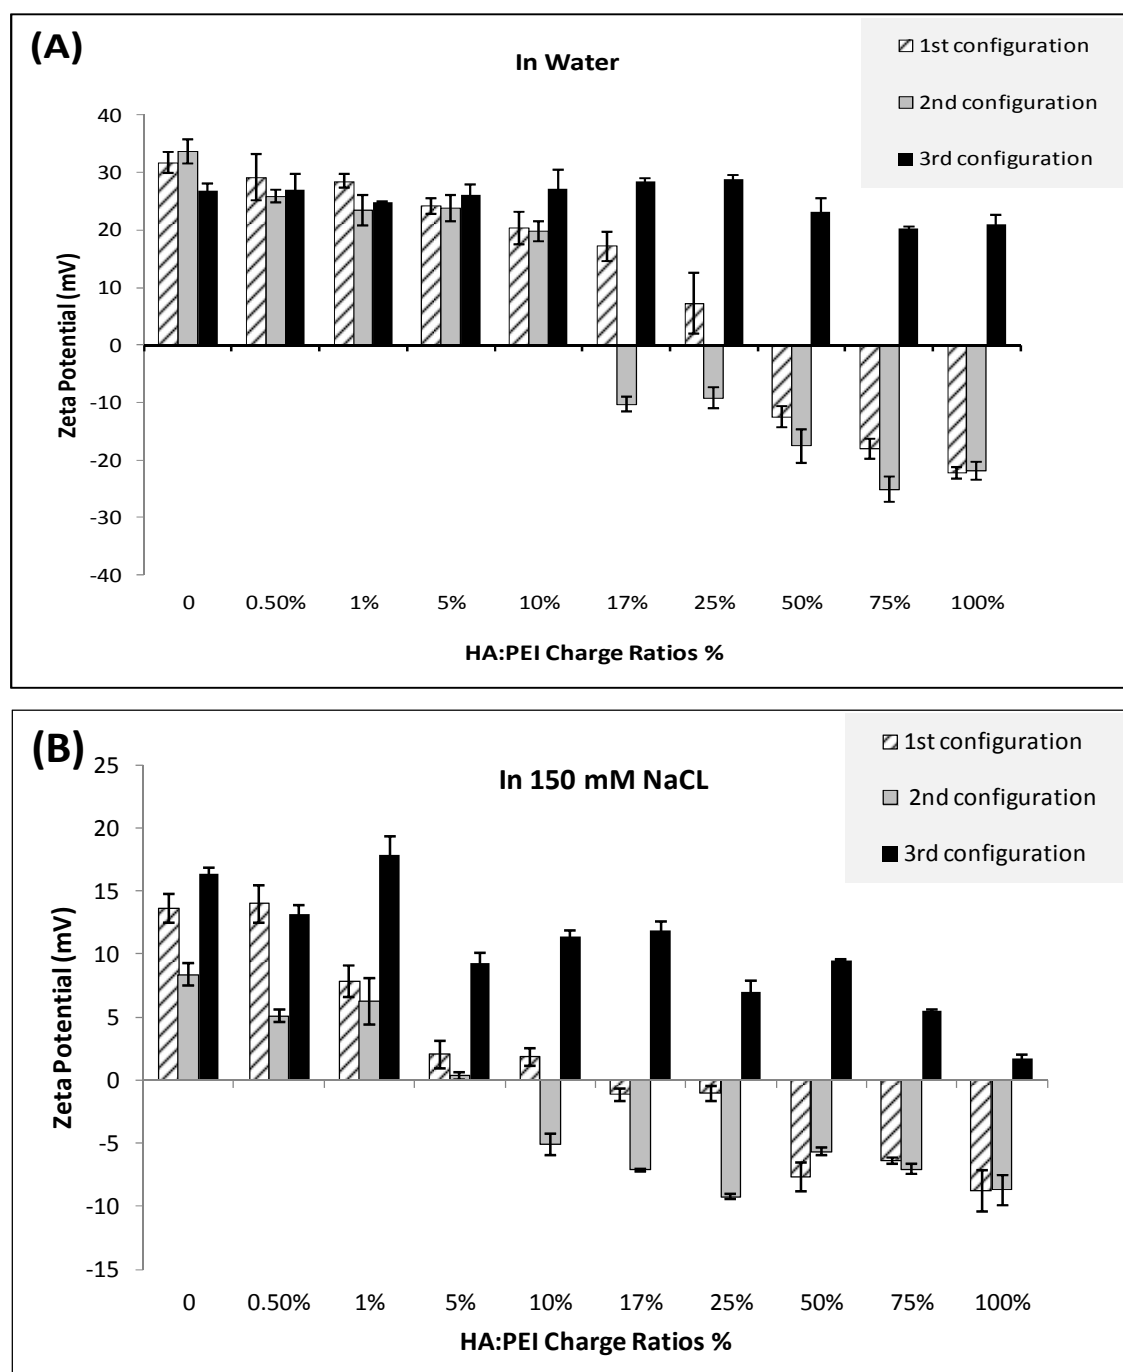 (A)
In Water
1st configuration
2nd configuration
3rd configuration
40
30
20
10
0
-10
-20
-30
-40
Zeta Potential (mV)
0 0.50% 1% 5% 10% 17% 25% 50% 75% 100%
HA:PEI Charge Ratios %
(B)
In 150 mM NaCL
1st configuration
2nd configuration
3rd configuration
25
20
15
10
5
0
-5
-10
-15
Zeta Potential (mV)
0 0.50% 1% 5% 10% 17% 25% 50% 75% 100%
HA:PEI Charge Ratios %